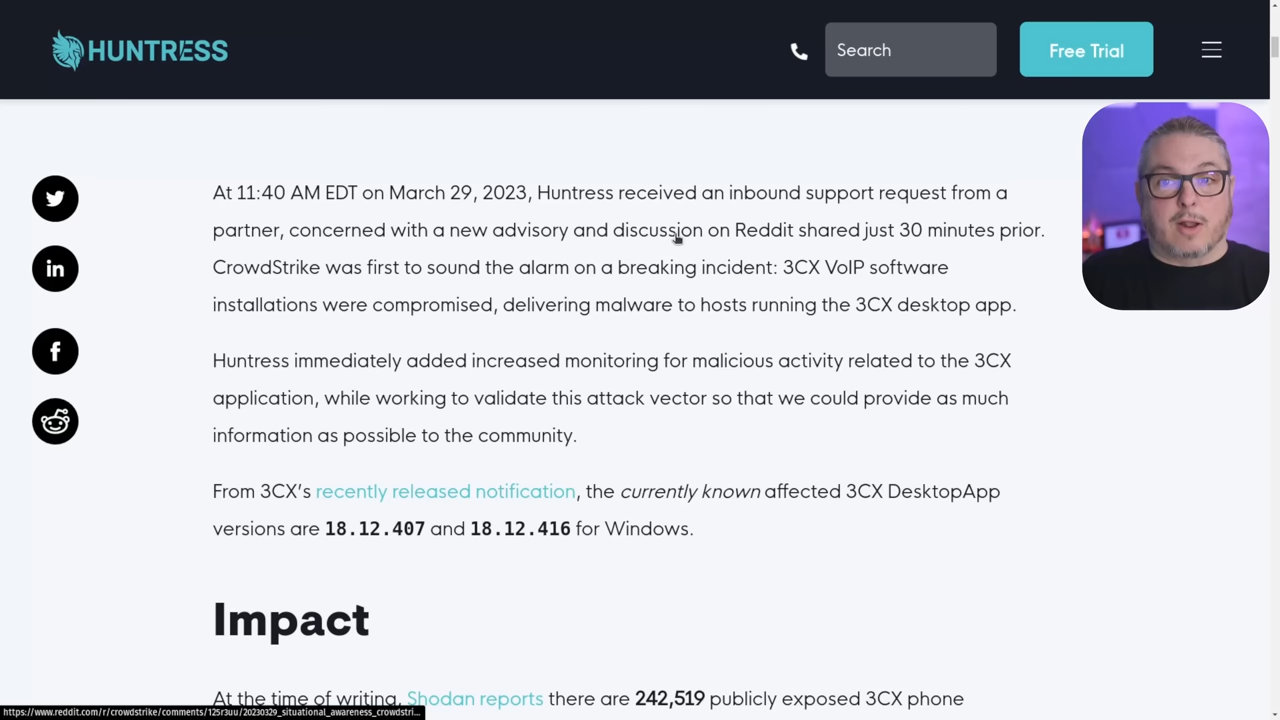 HUNTRESS
Search
Free Trial
At 11:40 AM EDT on March 29, 2023, Huntress received an inbound support request from a
partner, concerned with a new advisory and discussion on Reddit shared just 30 minutes prior.
CrowdStrike was first to sound the alarm on a breaking incident: 3CX VoIP software
installations were compromised, delivering malware to hosts running the 3CX desktop app.
Huntress immediately added increased monitoring for malicious activity related to the 3CX
application, while working to validate this attack vector so that we could provide as much
information as possible to the community.
From 3CX’s recently released notification, the currently known affected 3CX DesktopApp
versions are 18.12.407 and 18.12.416 for Windows.
Impact
At the time of writing, Shodan reports there are 242,519 publicly exposed 3CX phone
https://www.reddit.com/r/crowdstrike/comments/125r3uu/20230329_situational_awareness_crowdstri...